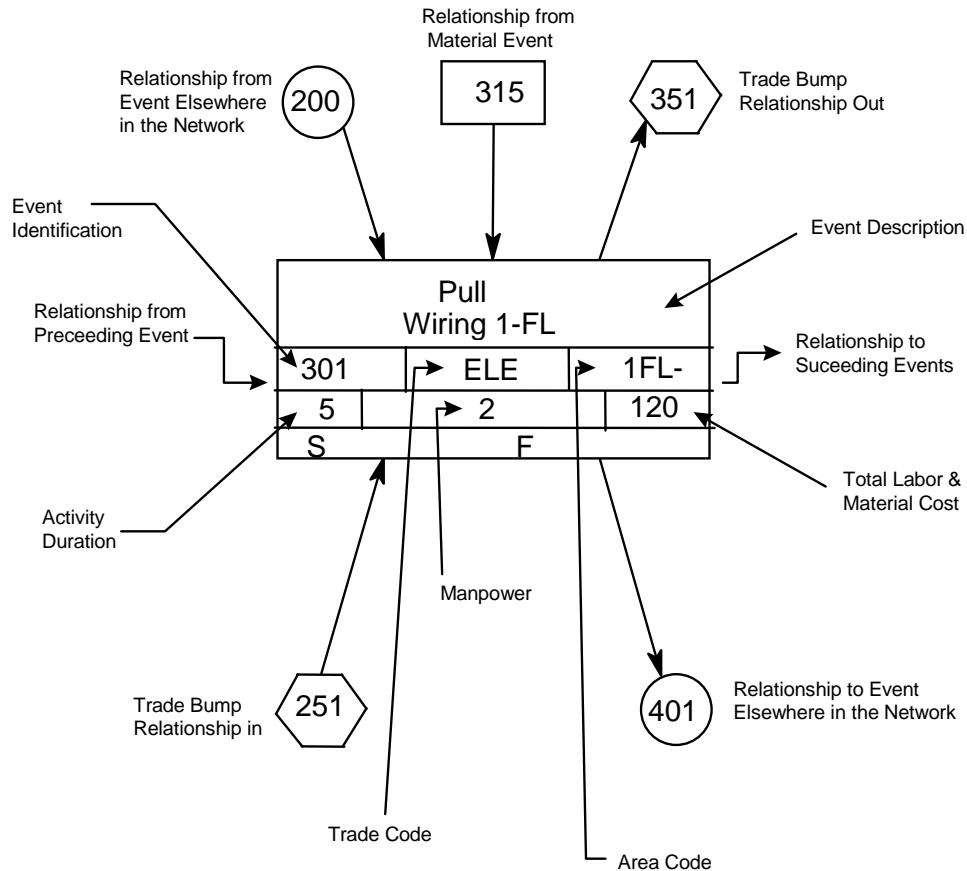 Relationship from
Material Event
315
Relationship from
Event Elsewhere
in the Network
200
351
Trade Bump
Relationship Out
Event
Identification
Event Description
Pull
Wiring 1-FL
Relationship from
Preceeding Event
301
ELE
1FL-
Relationship to
Suceeding Events
5
2
120
S
F
Total Labor &
Material Cost
Activity
Duration
Manpower
Trade Bump
Relationship in
251
401
Relationship to Event
Elsewhere in the Network
Trade Code
Area Code